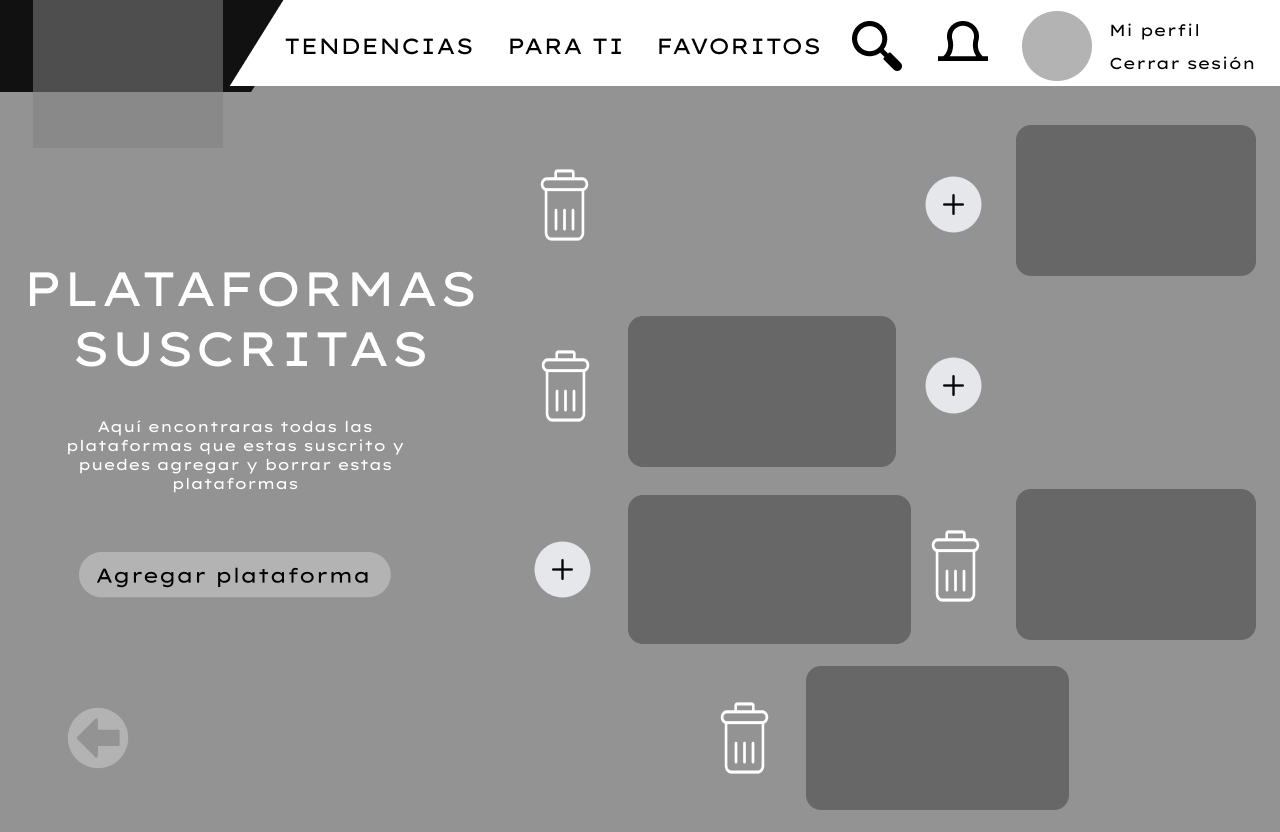 TENDENCIAS PARA TI FAVORITOS
Mi perfil
Cerrar sesión
PLATAFORMAS
SUSCRITAS
Aquí encontraras todas las
plataformas que estas suscrito y
puedes agregar y borrar estas
plataformas
Agregar plataforma